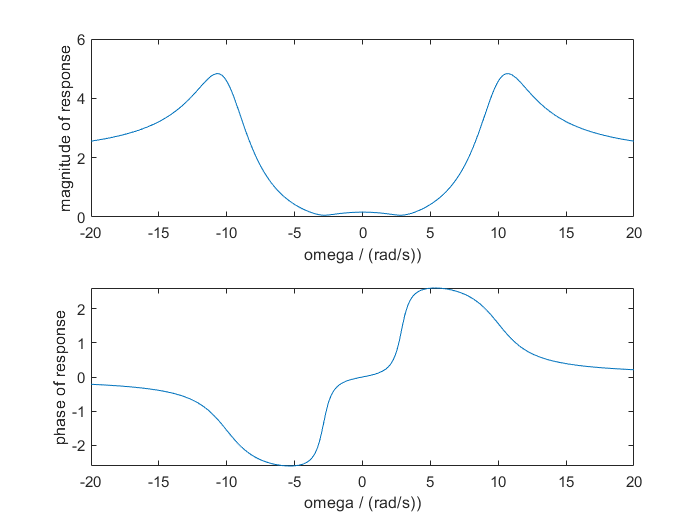 6
4
2
0
magnitude of response
-20 -15 -10 -5 0 5 10 15 20
omega / (rad/s))
2
1
0
-1
-2
phase of response
-20 -15 -10 -5 0 5 10 15 20
omega / (rad/s))